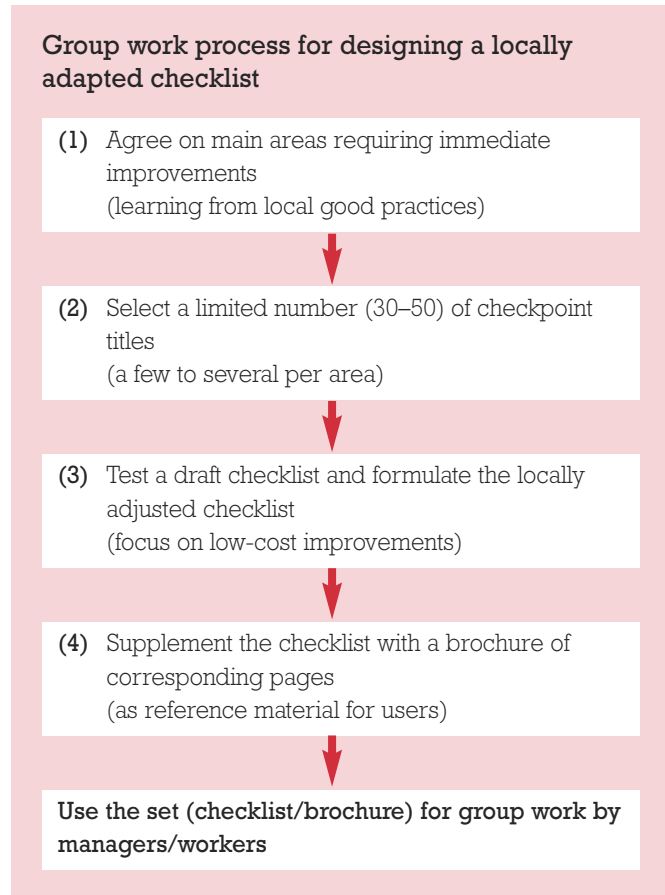 Group work process for designing a locally
adapted checklist
(1) Agree on main areas requiring immediate
improvements
(learning from local good practices)
(2) Select a limited number (30–50) of checkpoint
titles
(a few to several per area)
(3) Test a draft checklist and formulate the locally
adjusted checklist
(focus on low-cost improvements)
(4) Supplement the checklist with a brochure of
corresponding pages
(as reference material for users)
Use the set (checklist/brochure) for group work by
managers/workers